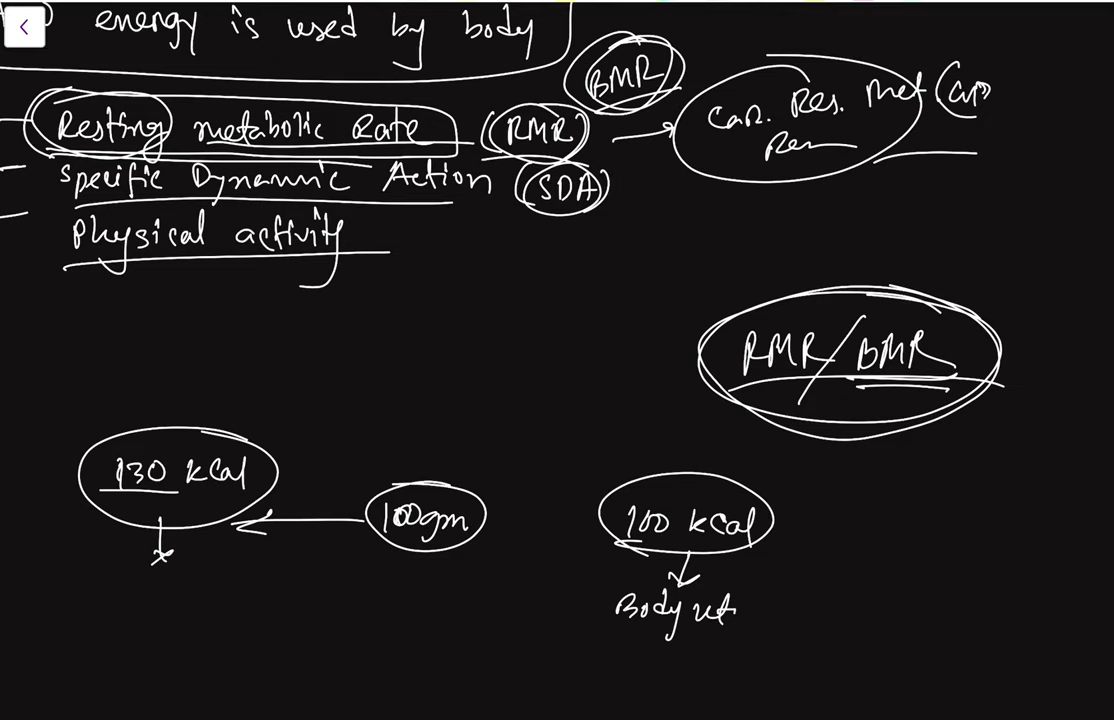 energy is used by body
BMR
Resting metabolic Rate (RMR) → Car. Res. Met
Ren
Specific Dynamic Action (SDA)
Physical activity
RMR/BMR
130 kcal
100gm
100 kcal
Body